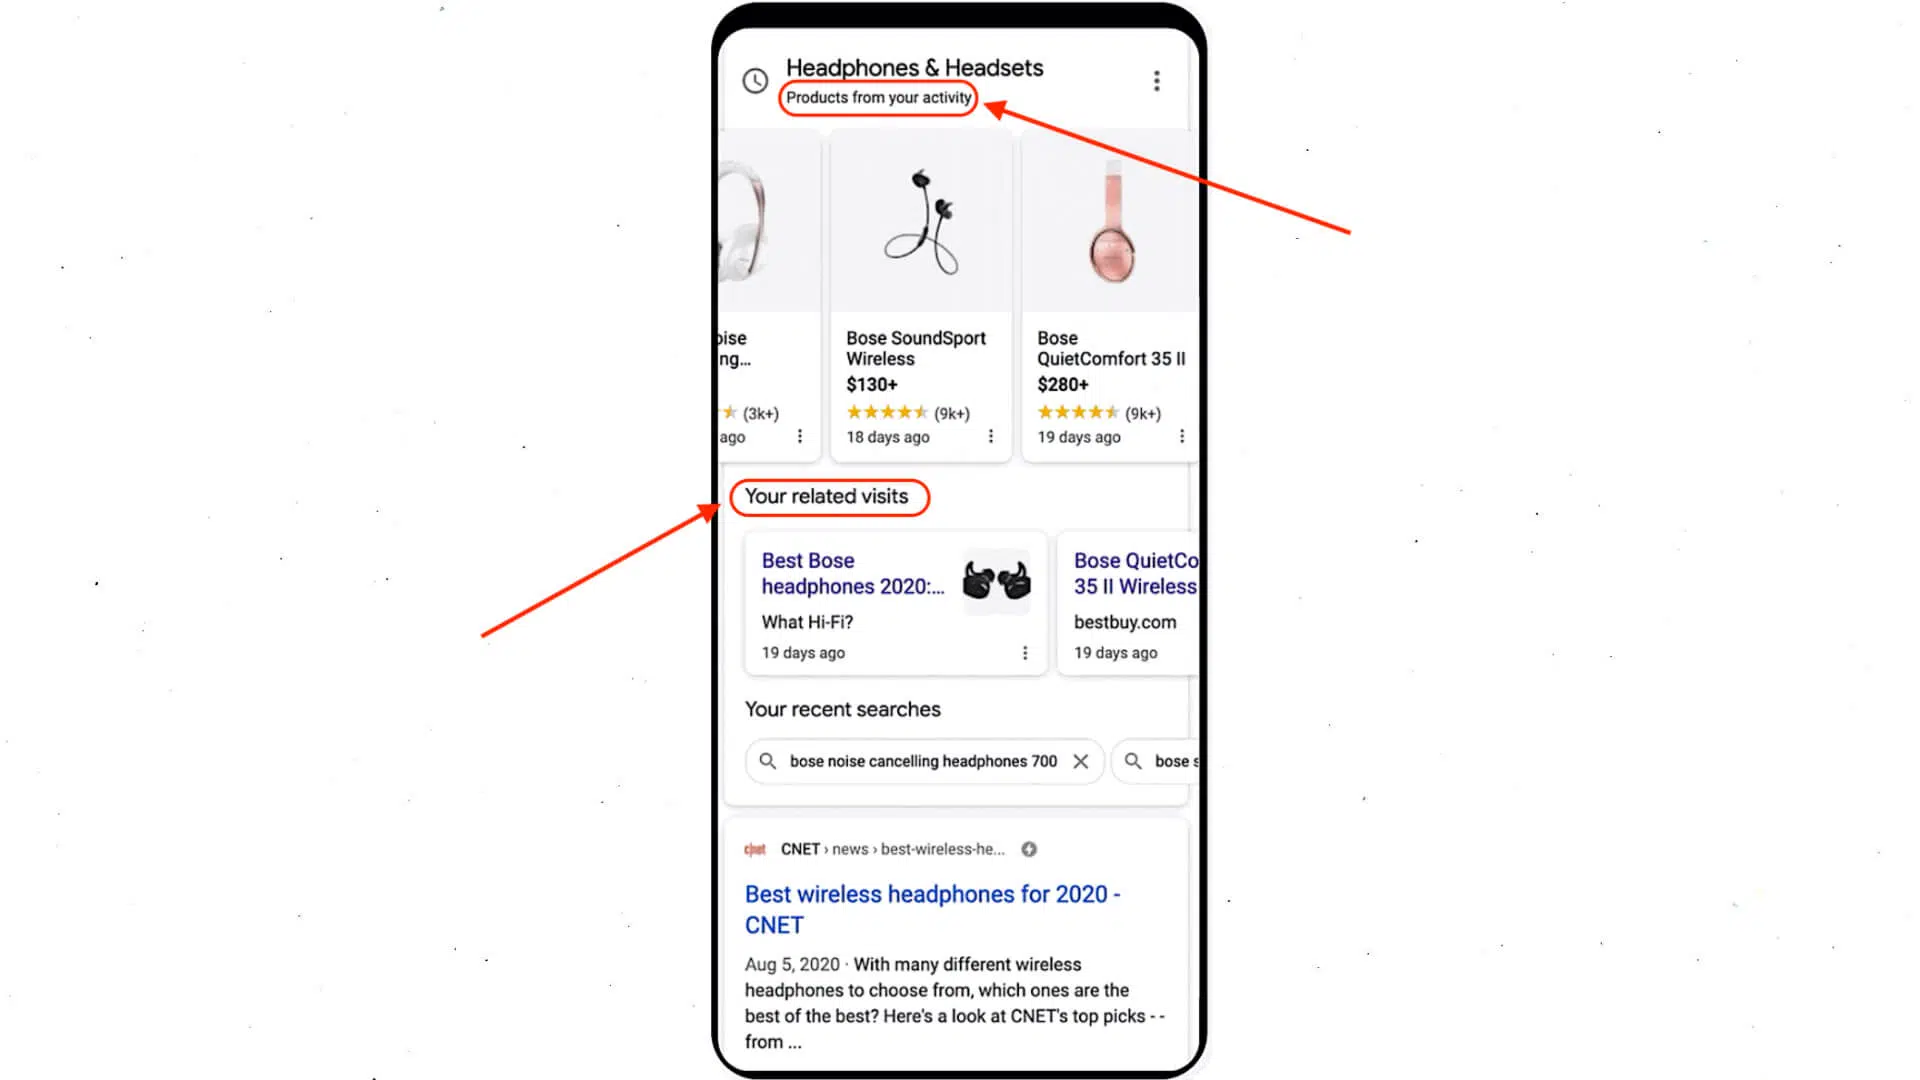 Headphones & Headsets
Products from your activity
oise
ng...
(3k+)
ago
Bose SoundSport
Wireless
$130+
(9k+)
18 days ago
Bose
QuietComfort 35 II
$280+
(9k+)
19 days ago
Your related visits
Best Bose
headphones 2020:...
What Hi-Fi?
19 days ago
Bose QuietCo
35 II Wireless
bestbuy.com
19 days ago
Your recent searches
bose noise cancelling headphones 700
bose s
c|net CNET › news › best-wireless-he...
Best wireless headphones for 2020 -
CNET
Aug 5, 2020 · With many different wireless
headphones to choose from, which ones are the
best of the best? Here's a look at CNET's top picks - -
from ...